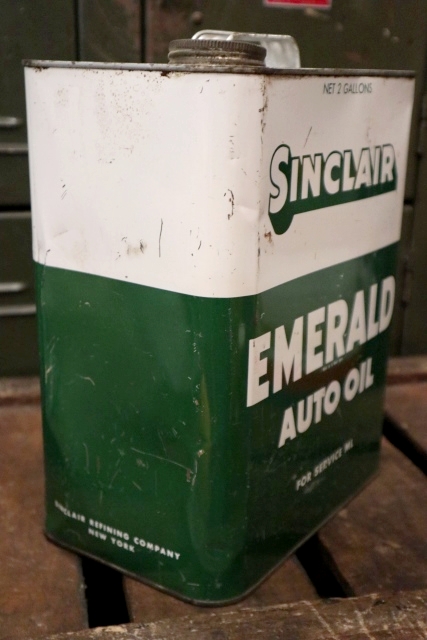 NET 2 GALLONS
SINCLAIR
EMERALD
AUTO OIL
FOR SERVICE ML
SINCLAIR REFINING COMPANY
NEW YORK